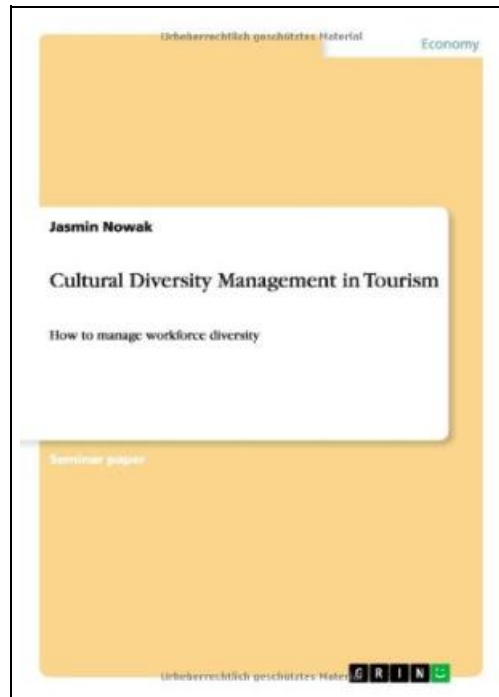 Urheberrechtlich geschütztes Material
Economy
Jasmin Nowak
Cultural Diversity Management in Tourism
How to manage workforce diversity
Seminar paper
Urheberrechtlich geschütztes Mater
GRIN